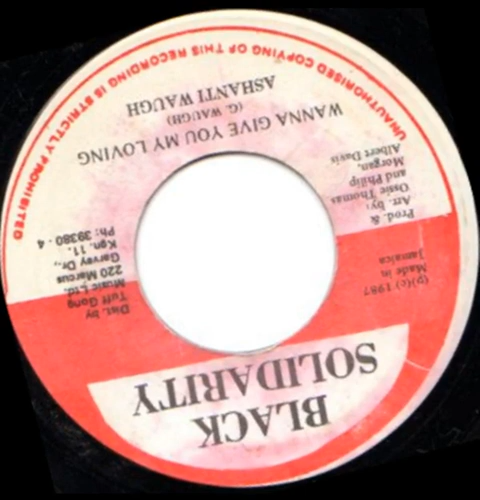 BLACK
SOLIDARITY
(p)(c) 1987
Made in
Jamaica
Prod. &
Arr. by:
Ossie Thomas
and Philip
Morgan.
Albert Davis
Dist. by
Tuff Gong
Music Ltd.
220 Marcus
Garvey Dr.,
Kgn. 11.
Ph: 39380 - 4
WANNA GIVE YOU MY LOVING
(G. WAUGH)
ASHANTI WAUGH
UNAUTHORISED COPYING OF THIS RECORDING IS STRICTLY PROHIBITED